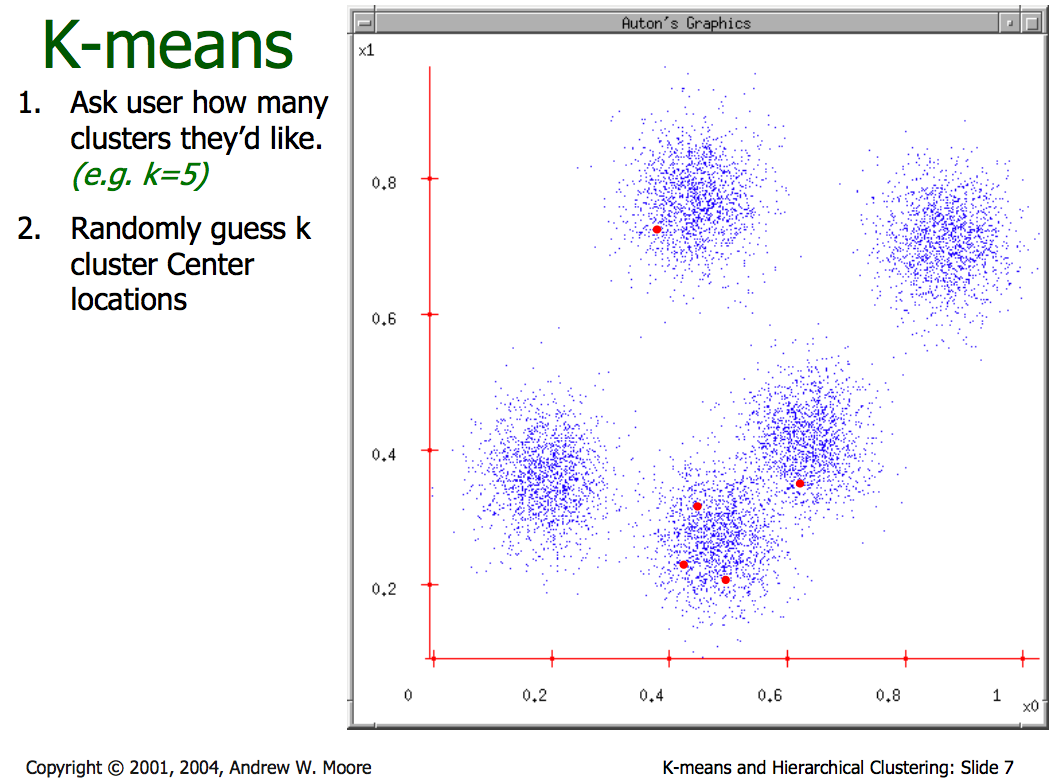 K-means
1. Ask user how many
clusters they'd like.
(e.g. k=5)
2. Randomly guess k
cluster Center
locations
Auton's Graphics
x1
0.8
0.6
0.4
0.2
0 0.2 0.4 0.6 0.8 1
x0
Copyright © 2001, 2004, Andrew W. Moore
K-means and Hierarchical Clustering: Slide 7